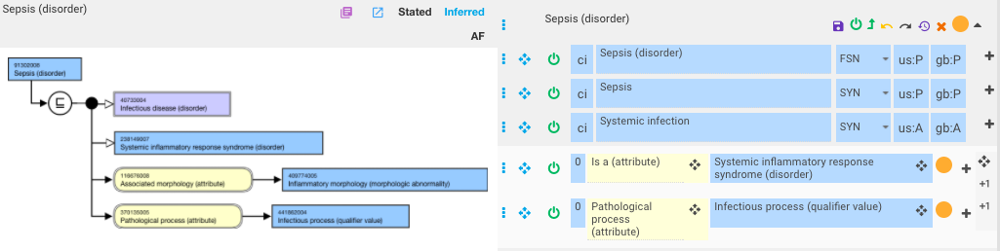 Sepsis (disorder)
Stated Inferred
AF
91302008
Sepsis (disorder)
40733004
Infectious disease (disorder)
238149007
Systemic inflammatory response syndrome (disorder)
116676008
Associated morphology (attribute)
409774005
Inflammatory morphology (morphologic abnormality)
370135005
Pathological process (attribute)
441862004
Infectious process (qualifier value)
Sepsis (disorder)
ci Sepsis (disorder) FSN us:P gb:P +
ci Sepsis SYN us:P gb:P +
ci Systemic infection SYN us:A gb:A +
0 Is a (attribute) Systemic inflammatory response
syndrome (disorder) +
+1
0 Pathological Infectious process (qualifier value) + +1
process
(attribute)